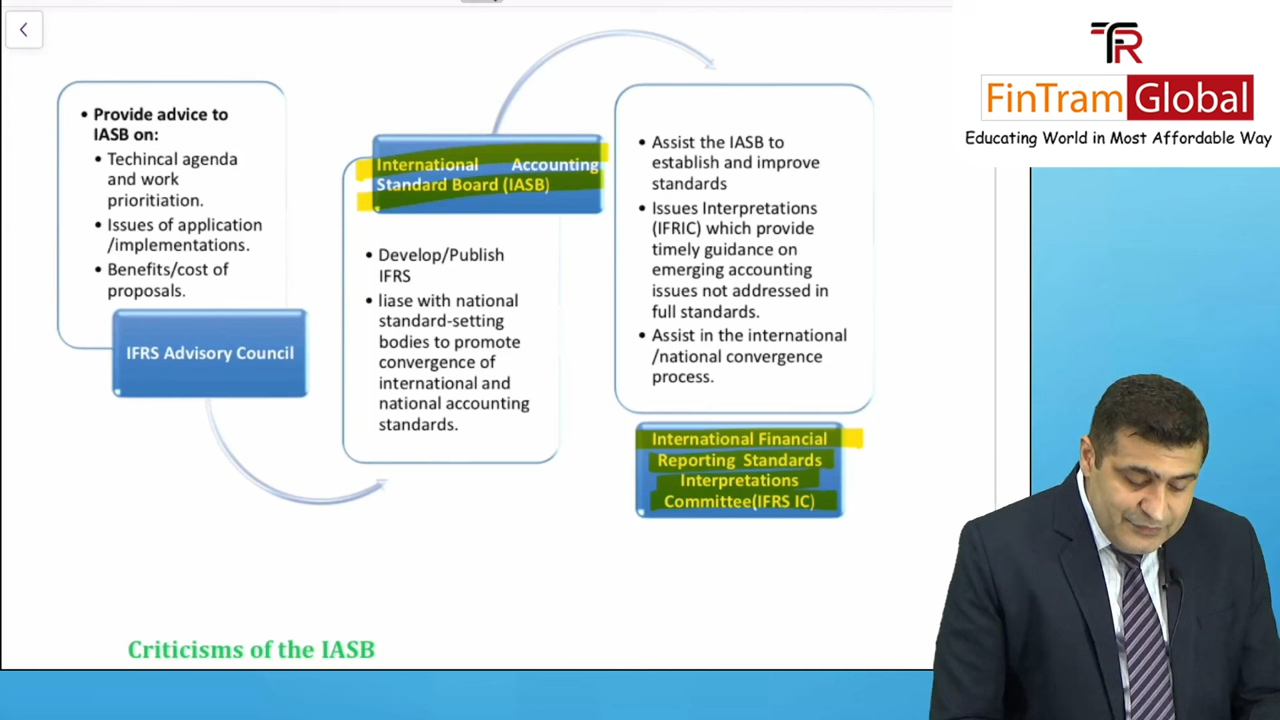 • Provide advice to
IASB on:
• Techincal agenda
and work
prioritiation.
• Issues of application
/implementations.
• Benefits/cost of
proposals.
IFRS Advisory Council
International Accounting
Standard Board (IASB)
• Develop/Publish
IFRS
• liase with national
standard-setting
bodies to promote
convergence of
international and
national accounting
standards.
• Assist the IASB to
establish and improve
standards
• Issues Interpretations
(IFRIC) which provide
timely guidance on
emerging accounting
issues not addressed in
full standards.
• Assist in the international
/national convergence
process.
International Financial
Reporting Standards
Interpretations
Committee(IFRS IC)
Criticisms of the IASB
FinTram Global
Educating World in Most Affordable Way